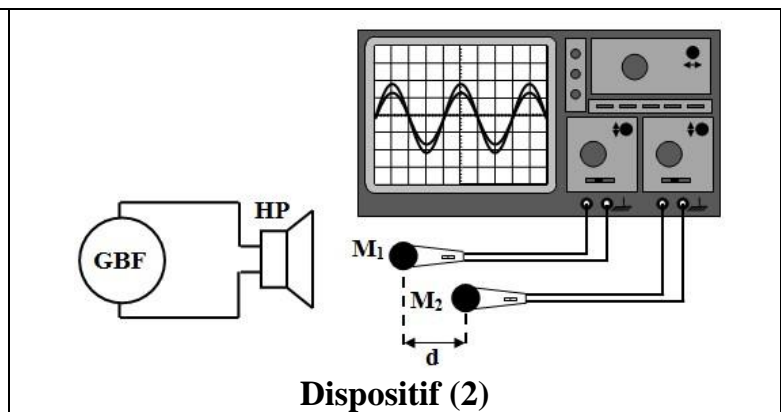 HP
GBF
M₁
M₂
d
Dispositif (2)